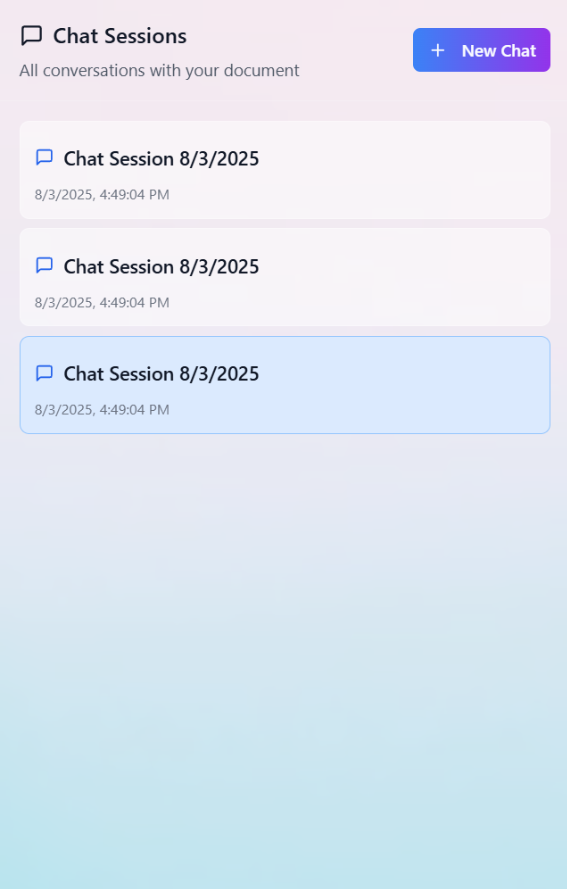 Chat Sessions
All conversations with your document
New Chat
Chat Session 8/3/2025
8/3/2025, 4:49:04 PM
Chat Session 8/3/2025
8/3/2025, 4:49:04 PM
Chat Session 8/3/2025
8/3/2025, 4:49:04 PM